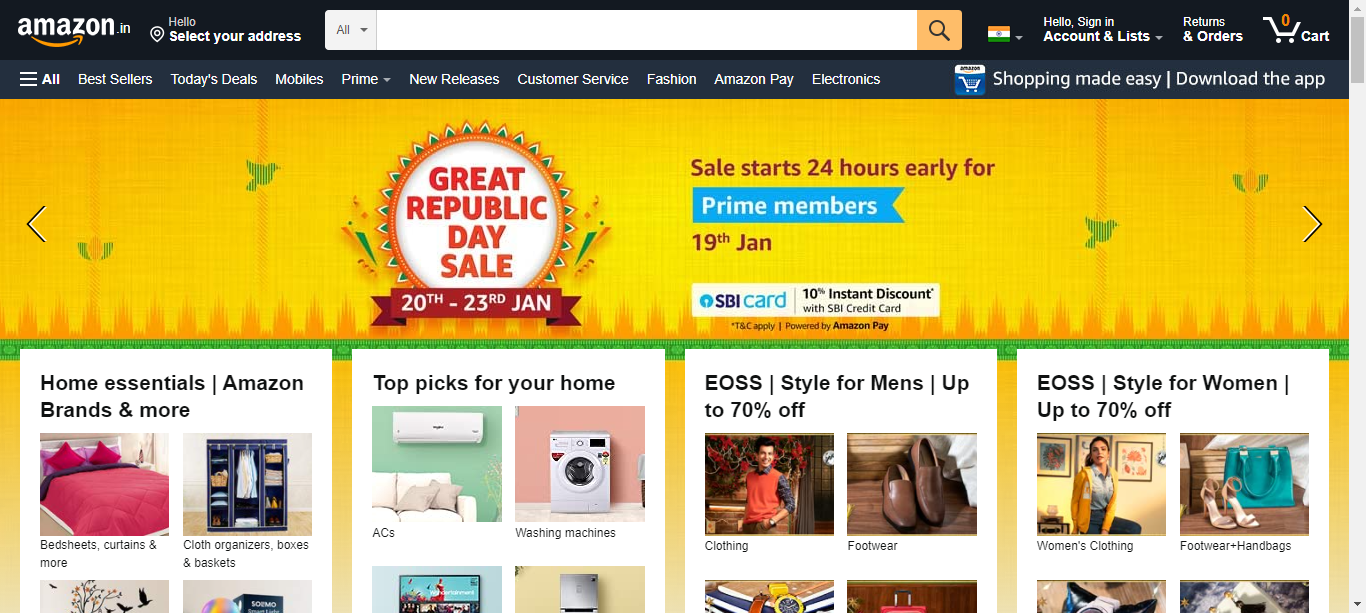 amazon.in
Hello
Select your address
All
Hello, Sign in
Account & Lists
Returns
& Orders
0
Cart
All
Best Sellers
Today's Deals
Mobiles
Prime
New Releases
Customer Service
Fashion
Amazon Pay
Electronics
amazon
Shopping made easy | Download the app
GREAT
REPUBLIC
DAY
SALE
20TH - 23RD JAN
Sale starts 24 hours early for
Prime members
19th Jan
SBI card
10% Instant Discount*
with SBI Credit Card
*T&C apply | Powered by Amazon Pay
Home essentials | Amazon
Brands & more
Bedsheets, curtains &
more
Cloth organizers, boxes
& baskets
SOLIMO
Top picks for your home
Whirlpool
ACs
LG
Washing machines
EOSS | Style for Mens | Up
to 70% off
Clothing
Footwear
EOSS | Style for Women |
Up to 70% off
Women's Clothing
Footwear+Handbags